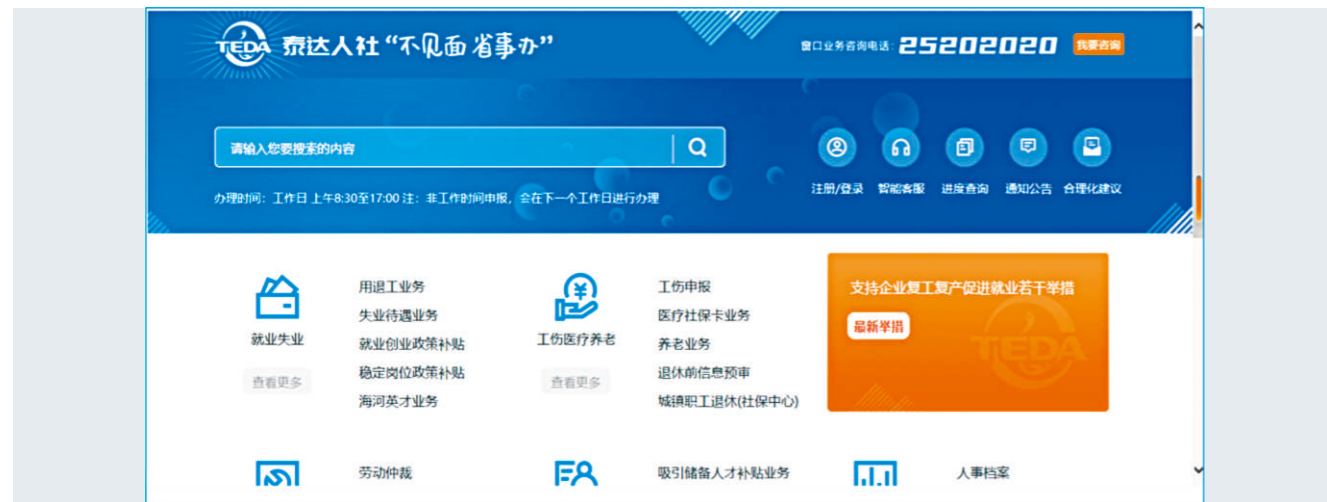 TEDA 泰达人社“不见面 省事办”
窗口业务咨询电话: 25202020 我要咨询
请输入您要搜索的内容
注册/登录 智能客服 进度查询 通知公告 合理化建议
办理时间：工作日 上午8:30至17:00 注：非工作时间申报，会在下一个工作日进行办理
就业失业
查看更多
用退工业务
失业待遇业务
就业创业政策补贴
稳定岗位政策补贴
海河英才业务
工伤医疗养老
查看更多
工伤申报
医疗社保卡业务
养老业务
退休前信息预审
城镇职工退休(社保中心)
支持企业复工复产促进就业若干举措
最新举措
TEDA
劳动仲裁
吸引储备人才补贴业务
人事档案